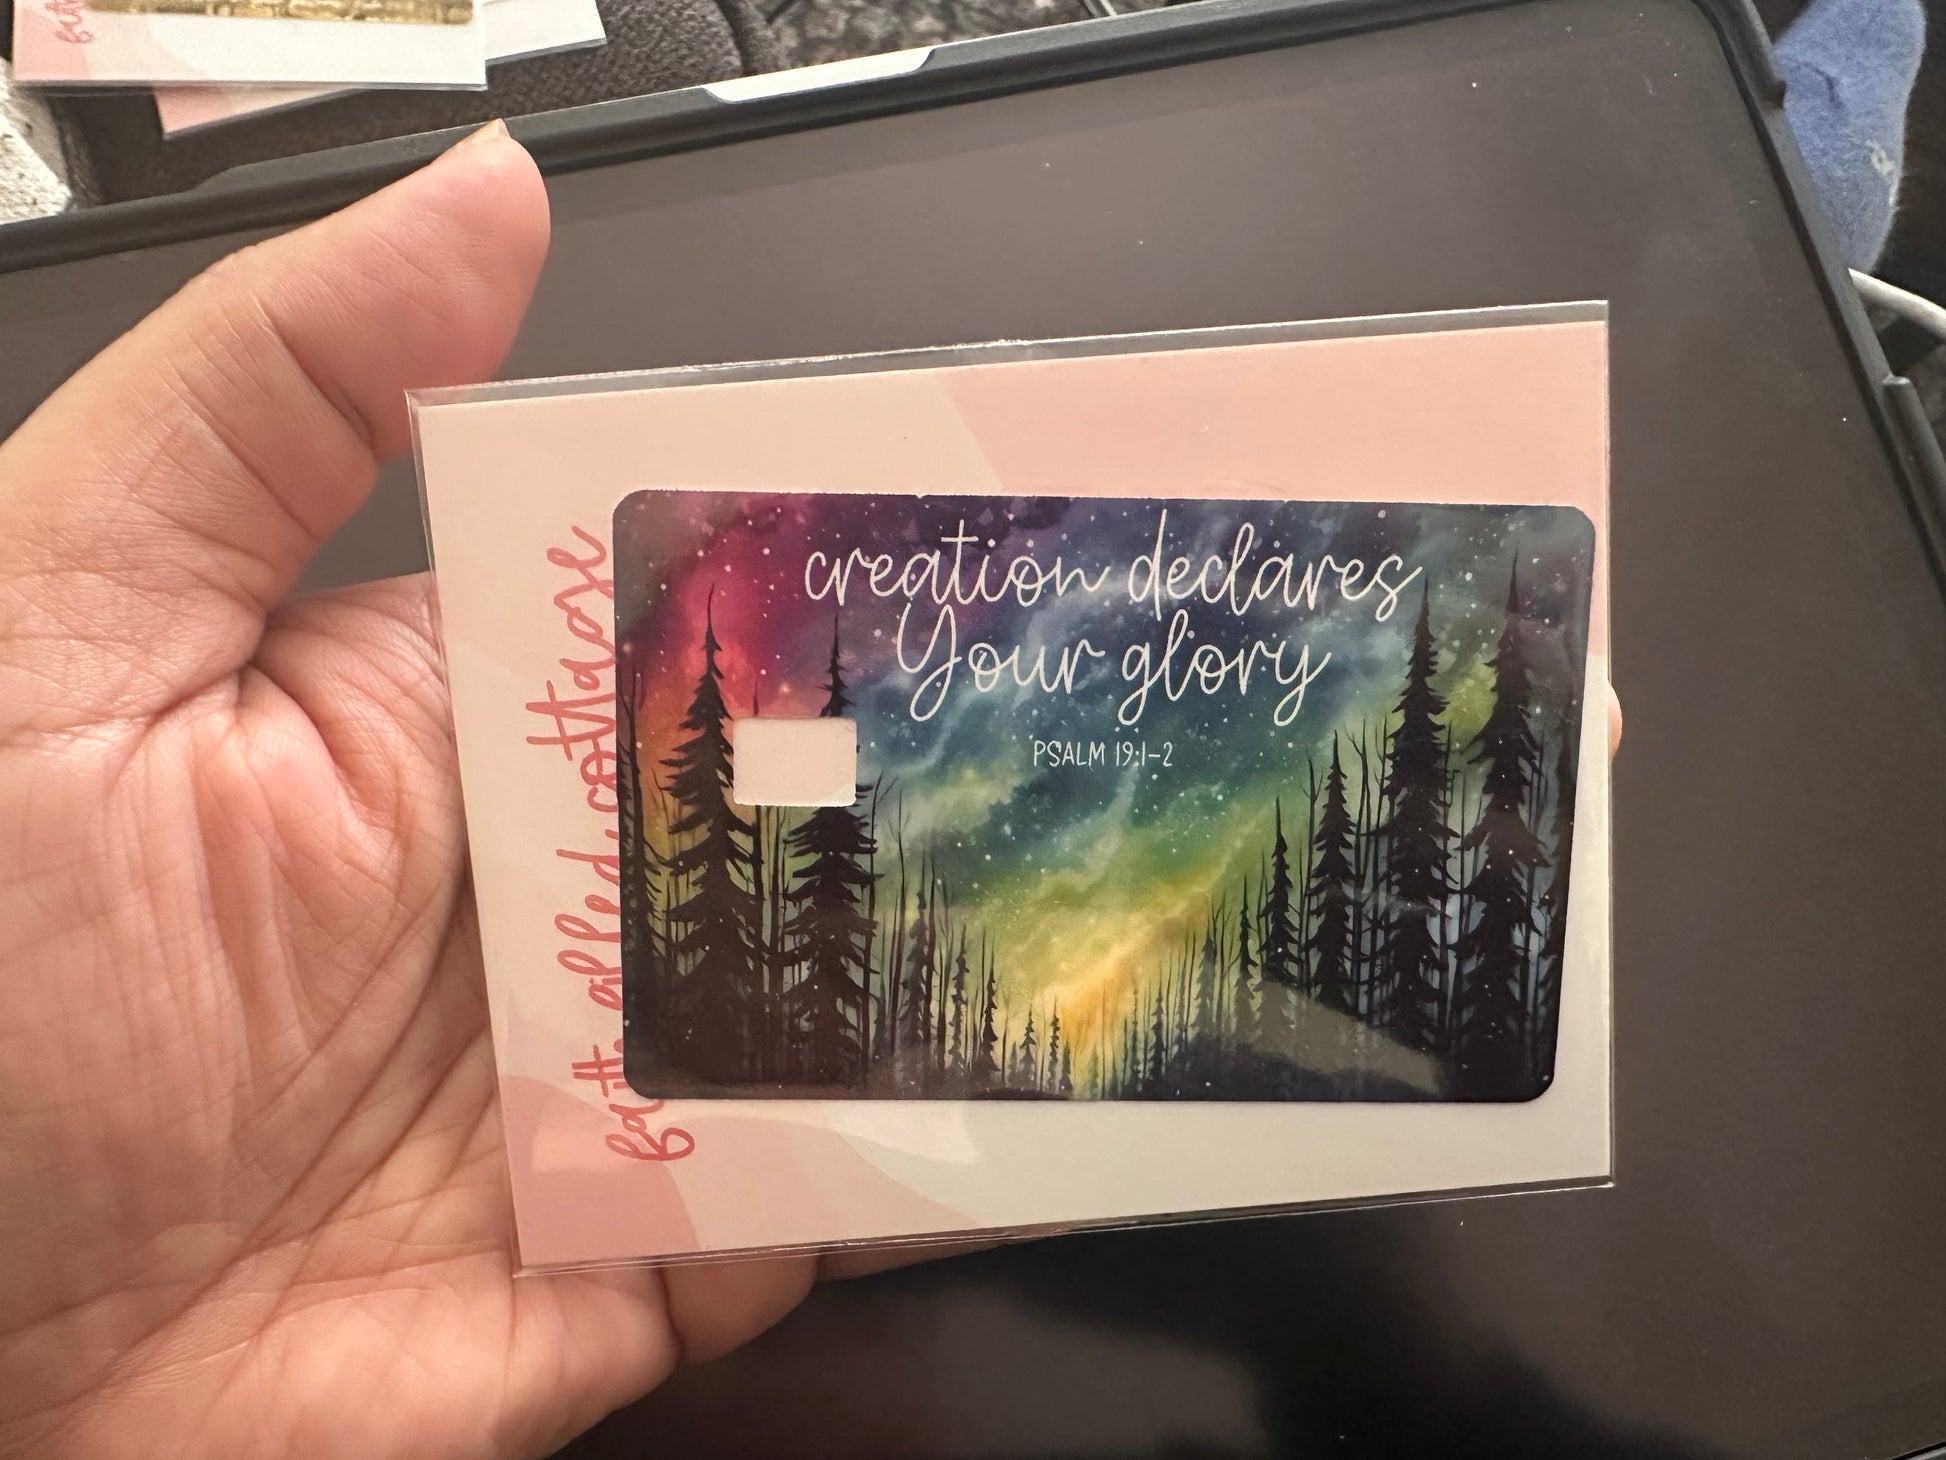 creation declares
Your glory
PSALM 19:1-2
faith.filled.cottage